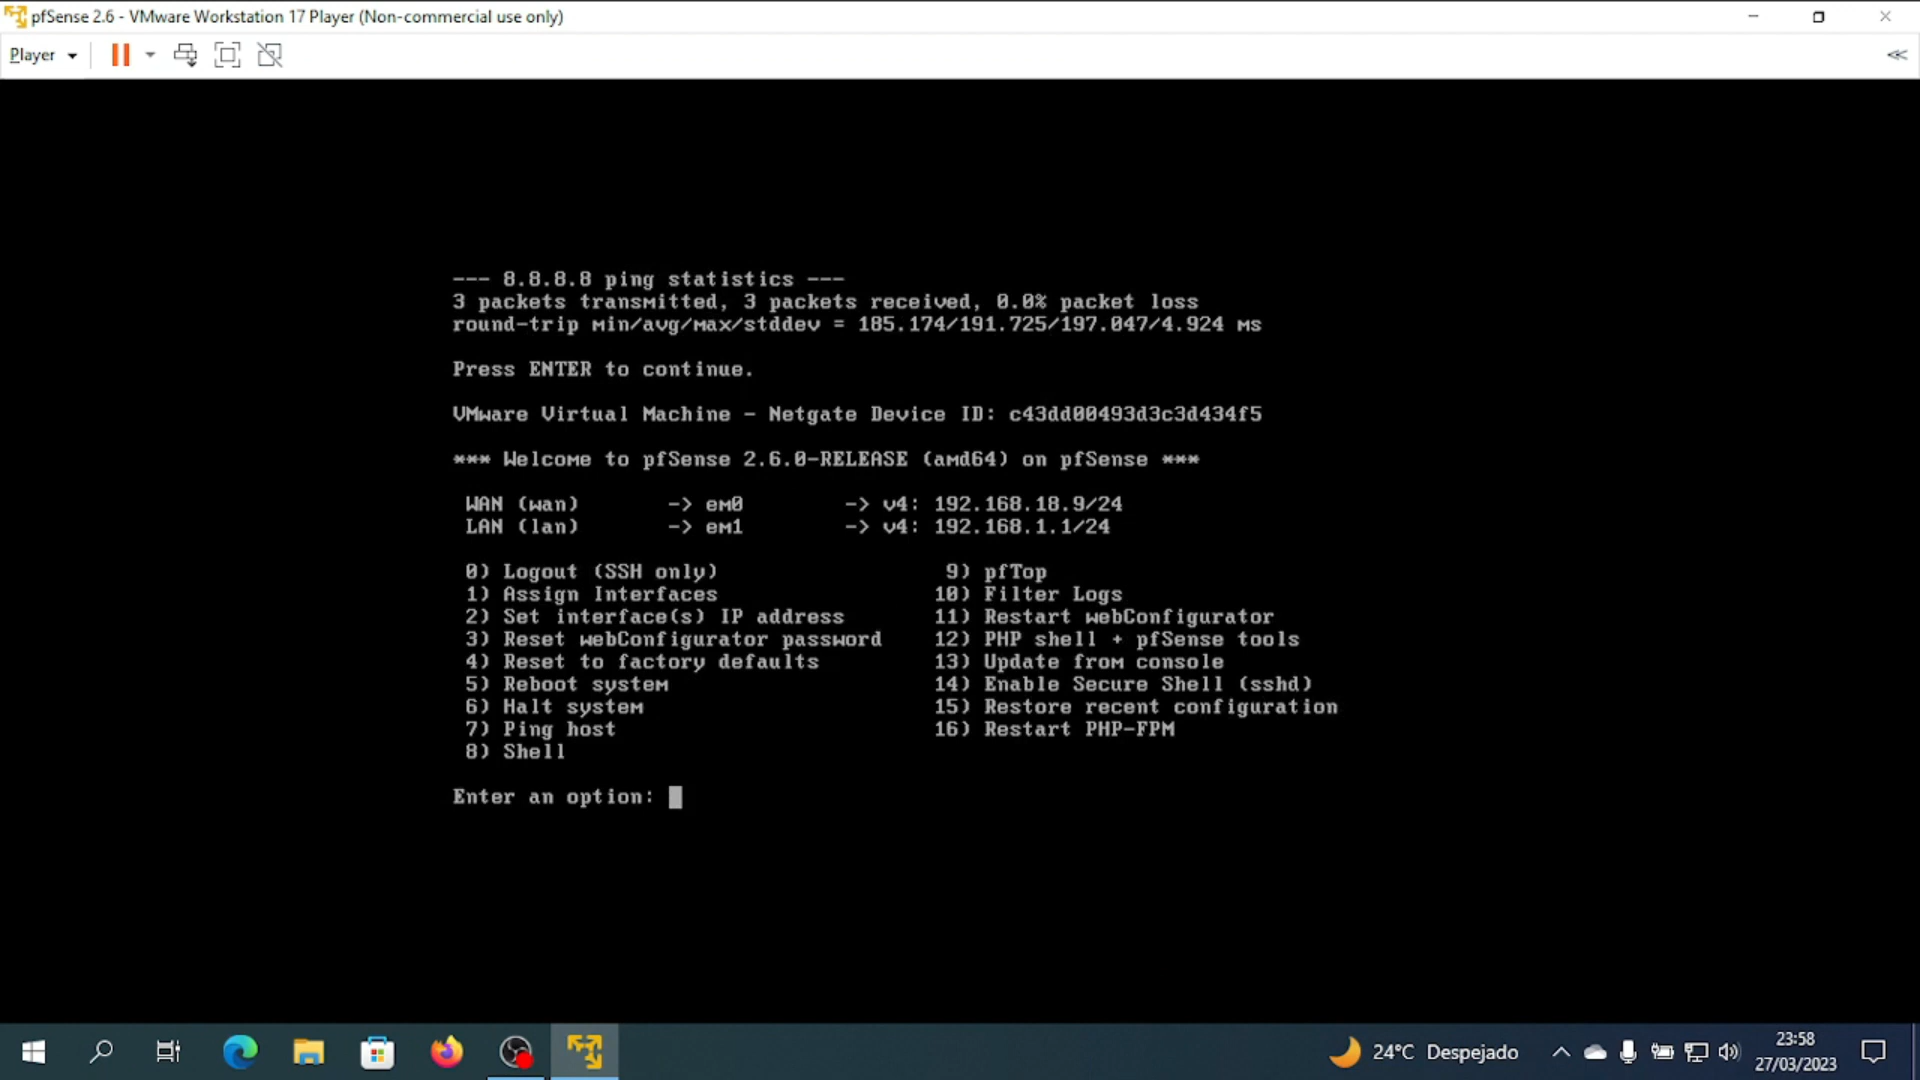 pfSense 2.6 - VMware Workstation 17 Player (Non-commercial use only)
Player
--- 8.8.8.8 ping statistics ---
3 packets transmitted, 3 packets received, 0.0% packet loss
round-trip min/avg/max/stddev = 185.174/191.725/197.047/4.924 ms
Press ENTER to continue.
VMware Virtual Machine - Netgate Device ID: c43dd00493d3c3d434f5
*** Welcome to pfSense 2.6.0-RELEASE (amd64) on pfSense ***
WAN (wan) -> em0 -> v4: 192.168.18.9/24
LAN (lan) -> em1 -> v4: 192.168.1.1/24
0) Logout (SSH only) 9) pfTop
1) Assign Interfaces 10) Filter Logs
2) Set interface(s) IP address 11) Restart webConfigurator
3) Reset webConfigurator password 12) PHP shell + pfSense tools
4) Reset to factory defaults 13) Update from console
5) Reboot system 14) Enable Secure Shell (sshd)
6) Halt system 15) Restore recent configuration
7) Ping host 16) Restart PHP-FPM
8) Shell
Enter an option:
24°C Despejado
23:58
27/03/2023